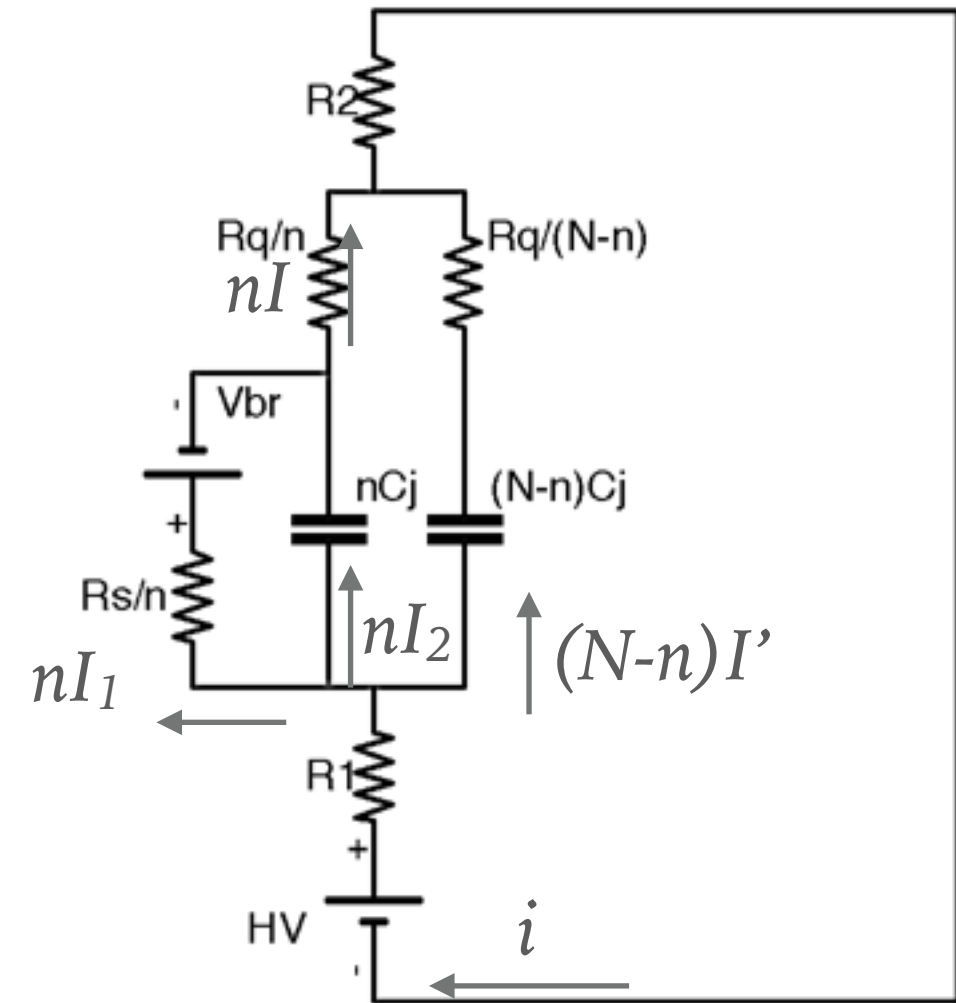 R2
Rq/n
Rq/(N-n)
nI
-
Vbr
nCj
(N-n)Cj
+
Rs/n
nI₂
(N-n)I’
nI₁
R1
+
HV
i
-